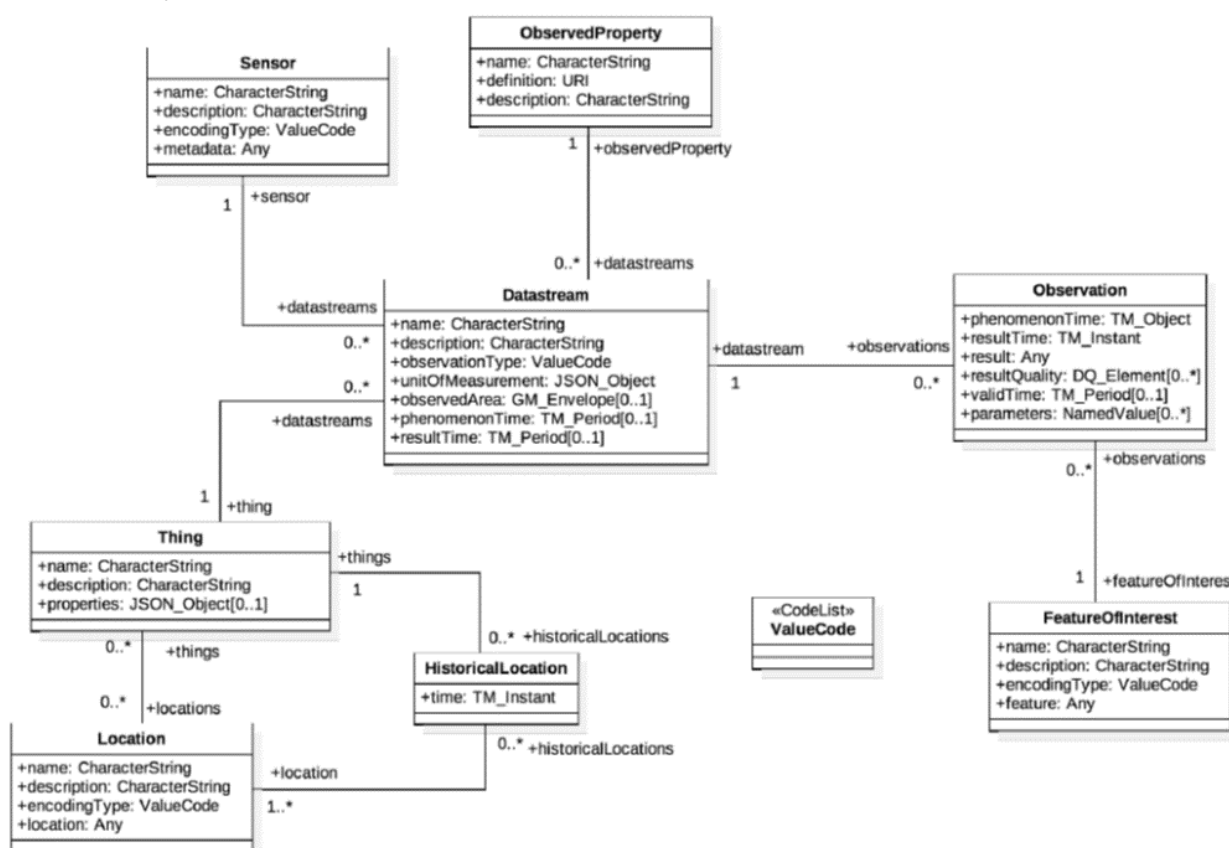 Sensor
+name: CharacterString
+description: CharacterString
+encodingType: ValueCode
+metadata: Any
ObservedProperty
+name: CharacterString
+definition: URI
+description: CharacterString
1
+sensor
1
+observedProperty
0..*
+datastreams
+datastreams
0..*
Datastream
+name: CharacterString
+description: CharacterString
+observationType: ValueCode
+unitOfMeasurement: JSON_Object
+observedArea: GM_Envelope[0..1]
+phenomenonTime: TM_Period[0..1]
+resultTime: TM_Period[0..1]
+datastream
1
+observations
0..*
Observation
+phenomenonTime: TM_Object
+resultTime: TM_Instant
+result: Any
+resultQuality: DQ_Element[0..*]
+validTime: TM_Period[0..1]
+parameters: NamedValue[0..*]
0..*
+datastreams
0..*
+observations
1
+thing
Thing
+name: CharacterString
+description: CharacterString
+properties: JSON_Object[0..1]
+things
1
1
+featureOfInteres
0..*
+things
0..*
+historicalLocations
HistoricalLocation
+time: TM_Instant
«CodeList»
ValueCode
FeatureOfInterest
+name: CharacterString
+description: CharacterString
+encodingType: ValueCode
+feature: Any
0..*
+locations
0..*
+historicalLocations
Location
+name: CharacterString
+description: CharacterString
+encodingType: ValueCode
+location: Any
+location
1..*